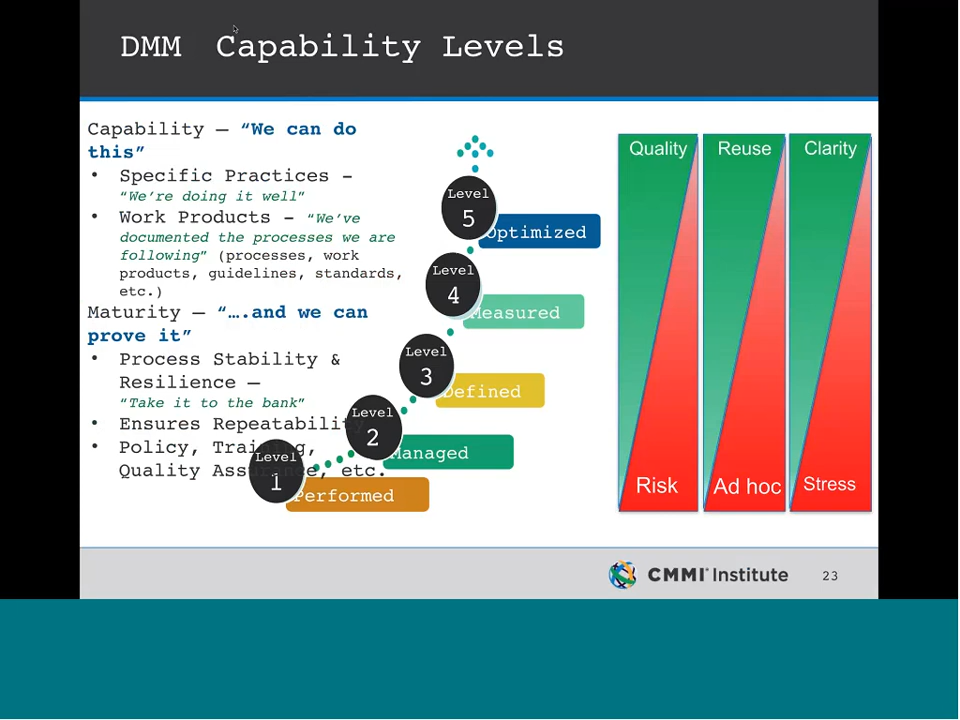 DMM  Capability Levels
Capability – “We can do
this”
• Specific Practices –
“We’re doing it well”
• Work Products – “We’ve
documented the processes we are
following” (processes, work
products, guidelines, standards,
etc.)
Maturity – “….and we can
prove it”
• Process Stability &
Resilience –
“Take it to the bank”
• Ensures Repeatability
• Policy, Training,
Quality Assurance, etc.
Level
5
Optimized
Level
4
Measured
Level
3
Defined
Level
2
Managed
Level
1
Performed
Quality
Reuse
Clarity
Risk
Ad hoc
Stress
CMMI® Institute
23